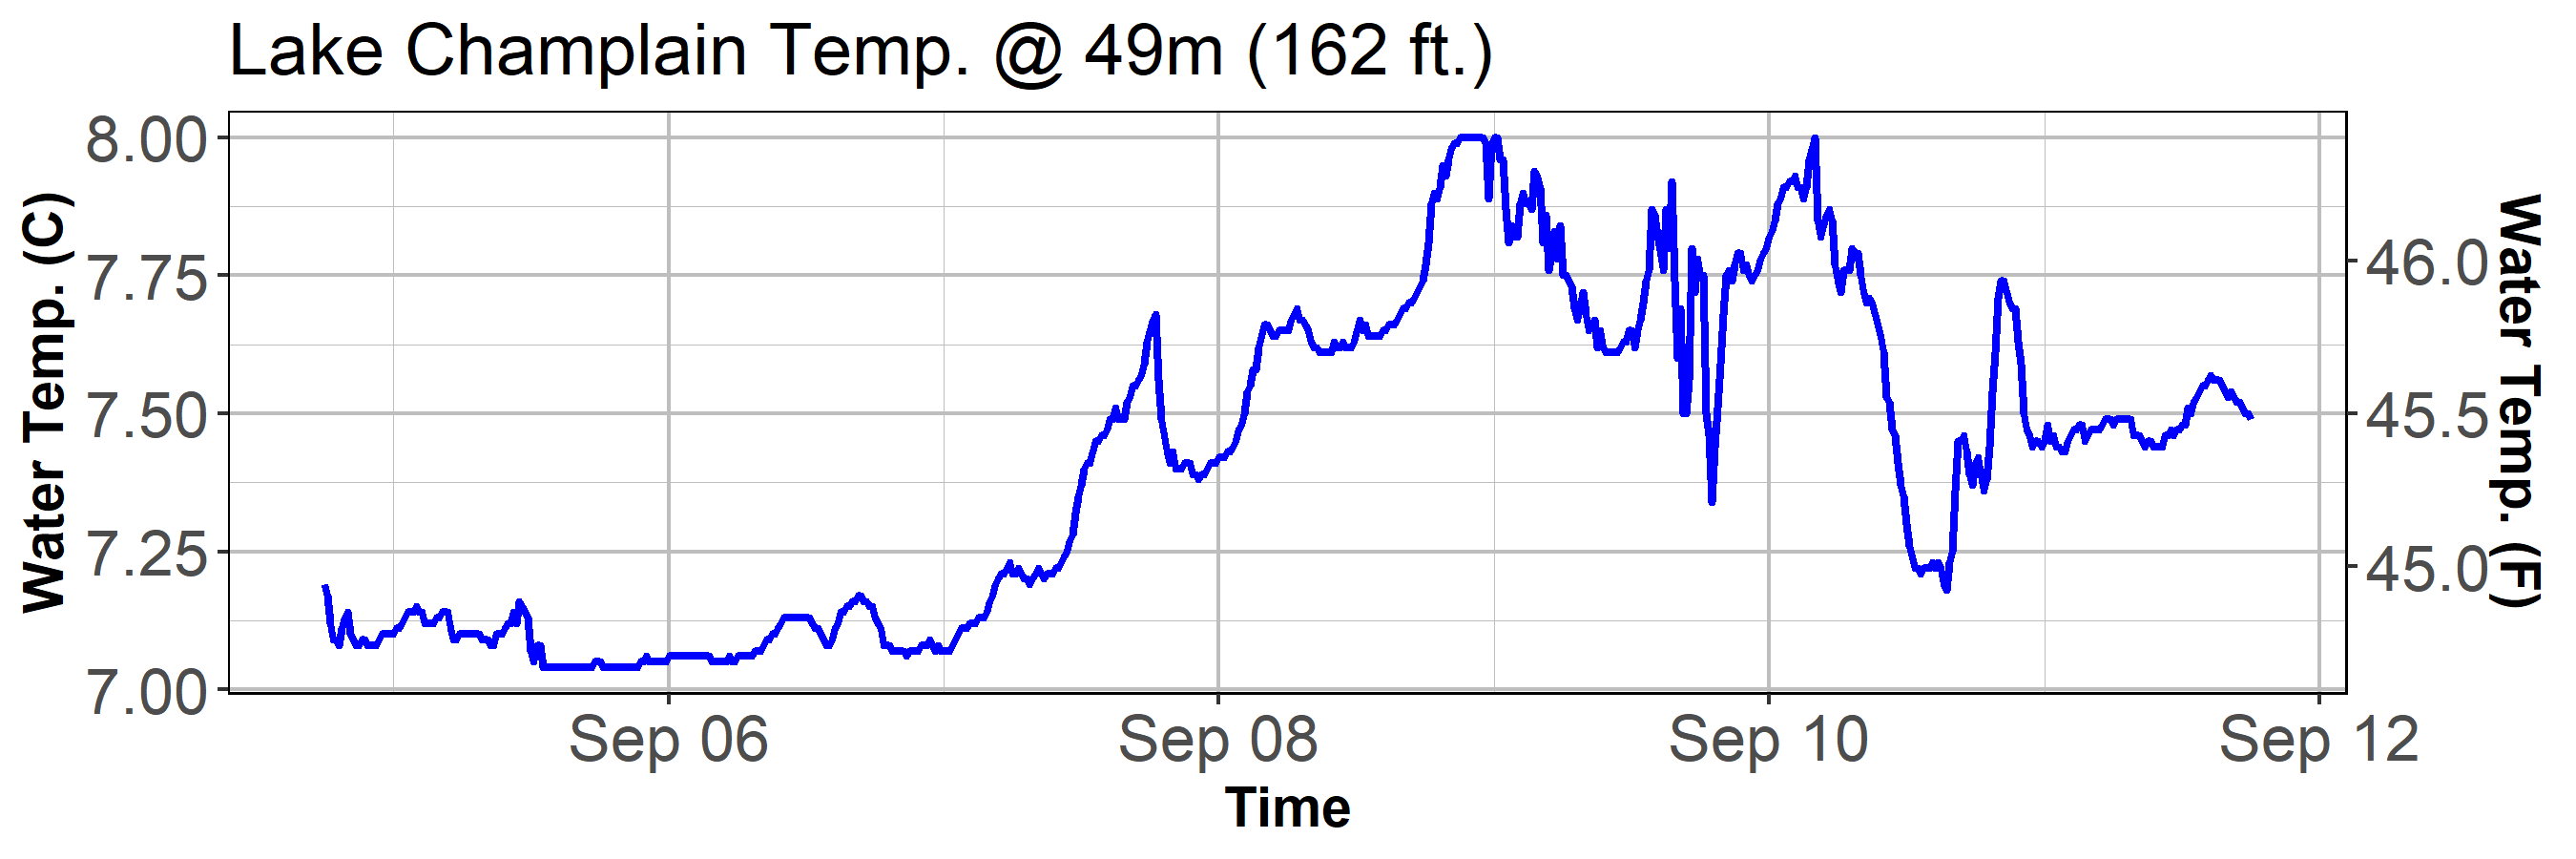 Lake Champlain Temp. @ 49m (162 ft.)
Water Temp. (C)
8.00
7.75
7.50
7.25
7.00
46.0
45.5
45.0
Water Temp. (F)
Sep 06
Sep 08
Sep 10
Sep 12
Time